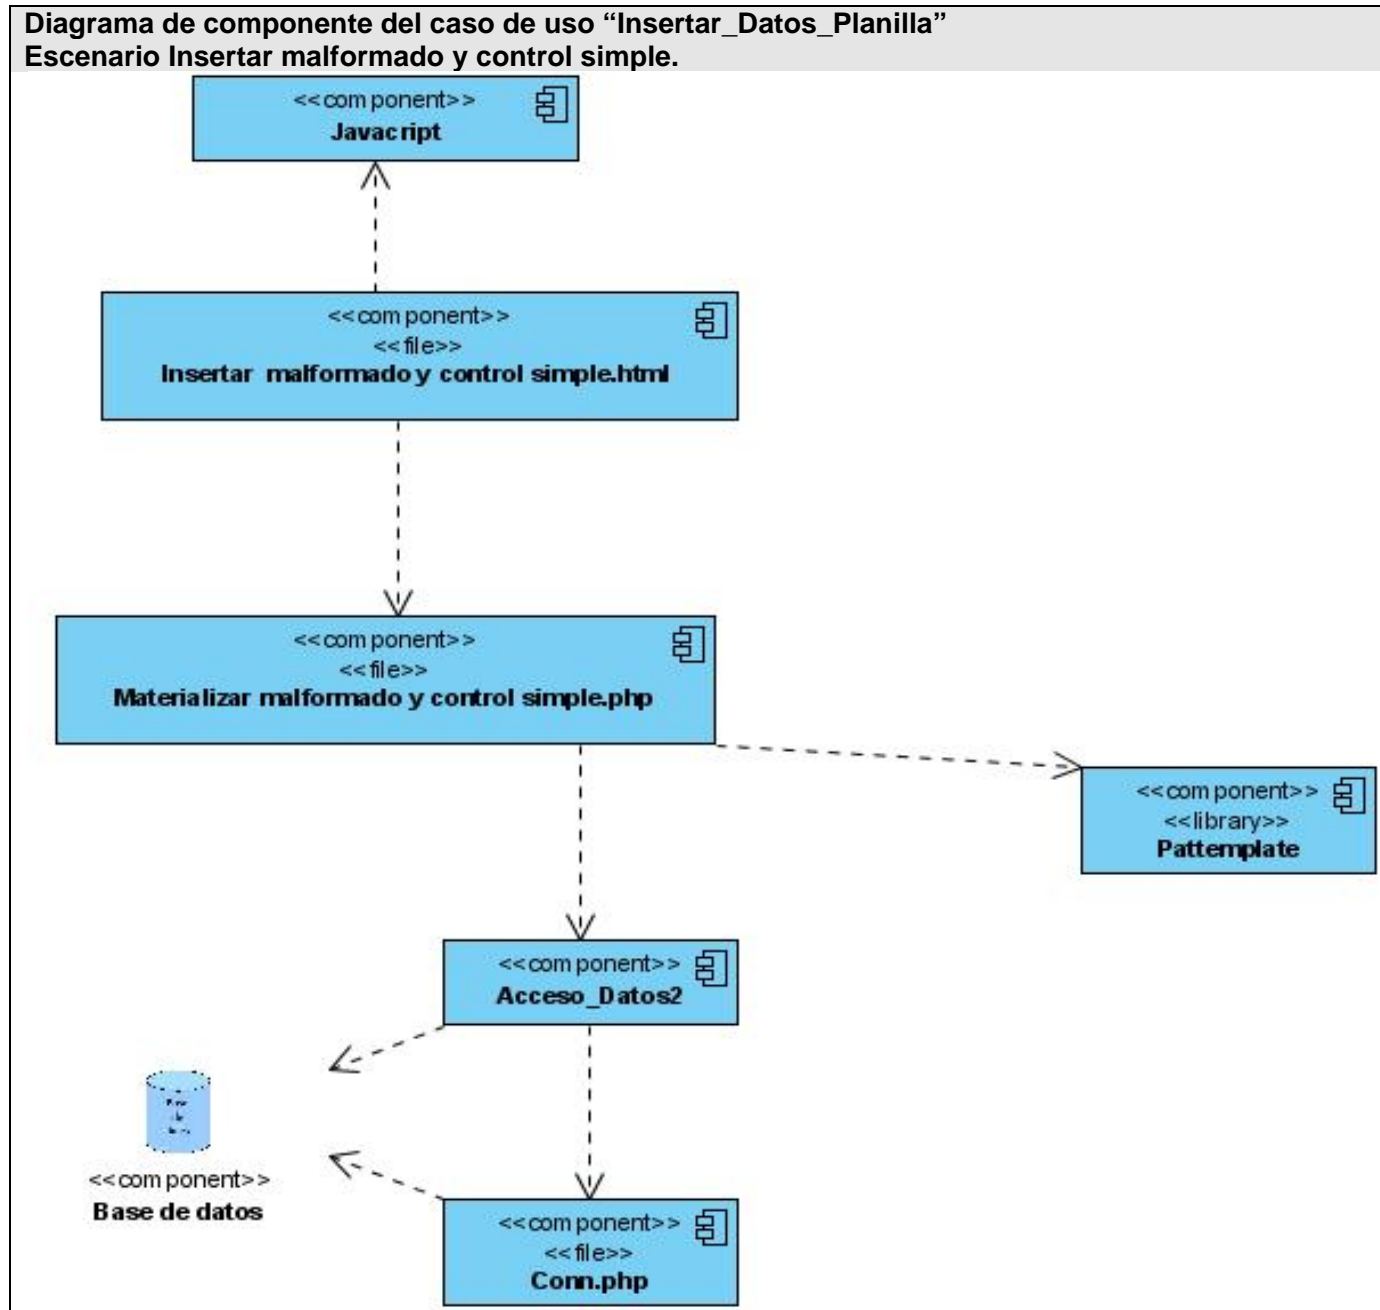 Diagrama de componente del caso de uso “Insertar_Datos_Planilla”
Escenario Insertar malformado y control simple.
<<component>>
Javacript
<<component>>
<<file>>
Insertar malformado y control simple.html
<<component>>
<<file>>
Materializar malformado y control simple.php
<<component>>
<<library>>
Pattemplate
<<component>>
Acceso_Datos2
<<component>>
Base de datos
<<component>>
<<file>>
Conn.php